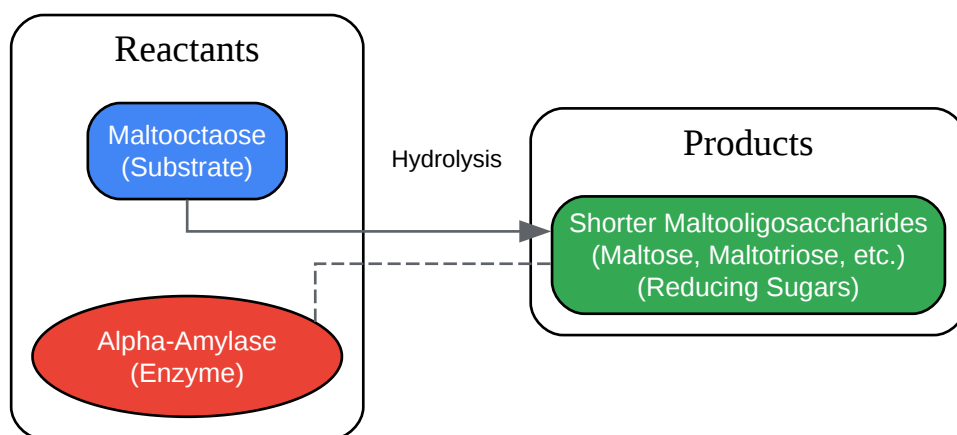 Reactants
Maltooctaose
(Substrate)
Alpha-Amylase
(Enzyme)
Hydrolysis
Products
Shorter Maltooligosaccharides
(Maltose, Maltotriose, etc.)
(Reducing Sugars)